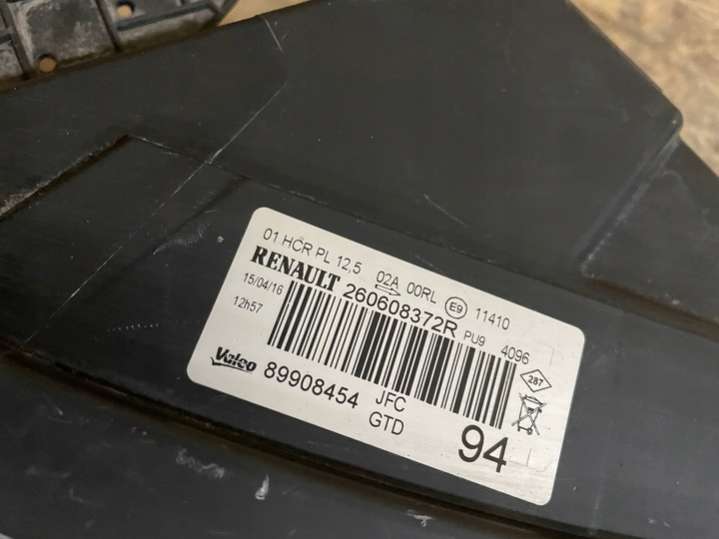 01 HCR PL 12,5 02A 00RL E9 11410
RENAULT 260608372R PU9 4096
15/04/16
12h57
287
Valeo 89908454 JFC
GTD 94